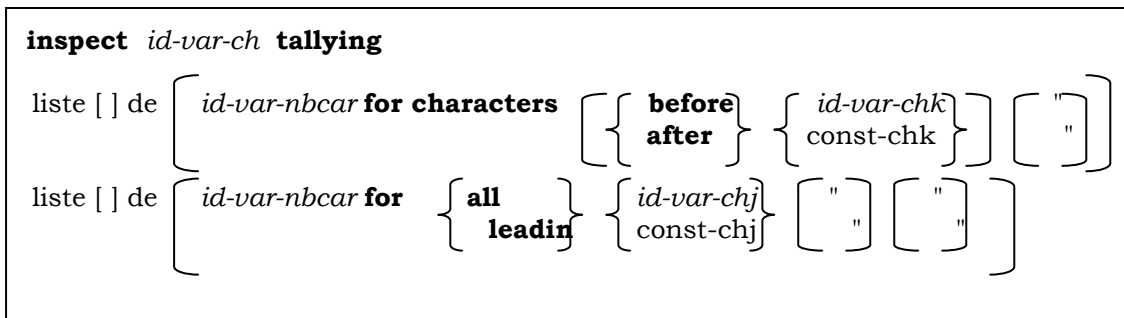 inspect id-var-ch tallying
liste [ ] de id-var-nbcar for characters before id-var-chk "
after const-chk "
liste [ ] de id-var-nbcar for all id-var-chj " "
leadin const-chj " "